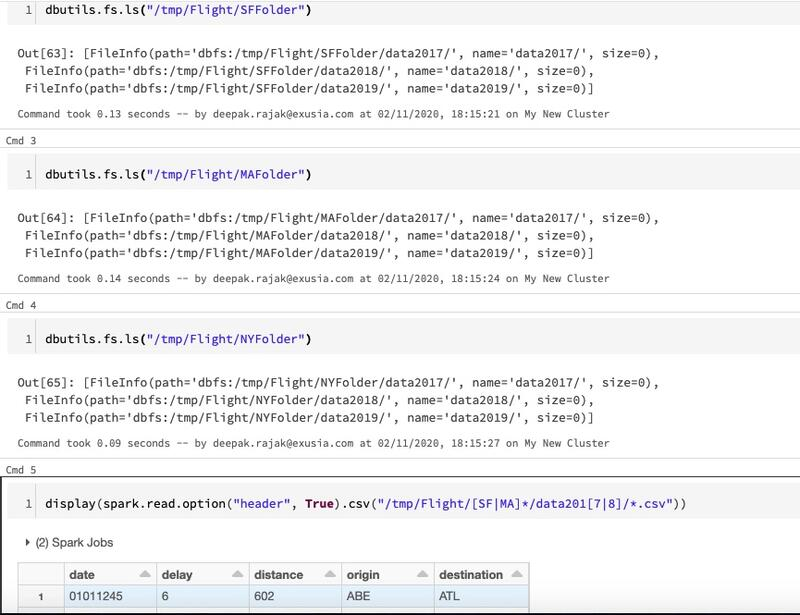 1 dbutils.fs.ls("/tmp/Flight/SFFolder")
Out[63]: [FileInfo(path='dbfs:/tmp/Flight/SFFolder/data2017/', name='data2017/', size=0),
FileInfo(path='dbfs:/tmp/Flight/SFFolder/data2018/', name='data2018/', size=0),
FileInfo(path='dbfs:/tmp/Flight/SFFolder/data2019/', name='data2019/', size=0)]
Command took 0.13 seconds -- by deepak.rajak@exusia.com at 02/11/2020, 18:15:21 on My New Cluster
Cmd 3
1 dbutils.fs.ls("/tmp/Flight/MAFolder")
Out[64]: [FileInfo(path='dbfs:/tmp/Flight/MAFolder/data2017/', name='data2017/', size=0),
FileInfo(path='dbfs:/tmp/Flight/MAFolder/data2018/', name='data2018/', size=0),
FileInfo(path='dbfs:/tmp/Flight/MAFolder/data2019/', name='data2019/', size=0)]
Command took 0.14 seconds -- by deepak.rajak@exusia.com at 02/11/2020, 18:15:24 on My New Cluster
Cmd 4
1 dbutils.fs.ls("/tmp/Flight/NYFolder")
Out[65]: [FileInfo(path='dbfs:/tmp/Flight/NYFolder/data2017/', name='data2017/', size=0),
FileInfo(path='dbfs:/tmp/Flight/NYFolder/data2018/', name='data2018/', size=0),
FileInfo(path='dbfs:/tmp/Flight/NYFolder/data2019/', name='data2019/', size=0)]
Command took 0.09 seconds -- by deepak.rajak@exusia.com at 02/11/2020, 18:15:27 on My New Cluster
Cmd 5
1 display(spark.read.option("header", True).csv("/tmp/Flight/[SF|MA]*/data201[7|8]/*.csv"))
(2) Spark Jobs
date delay distance origin destination
1 01011245 6 602 ABE ATL